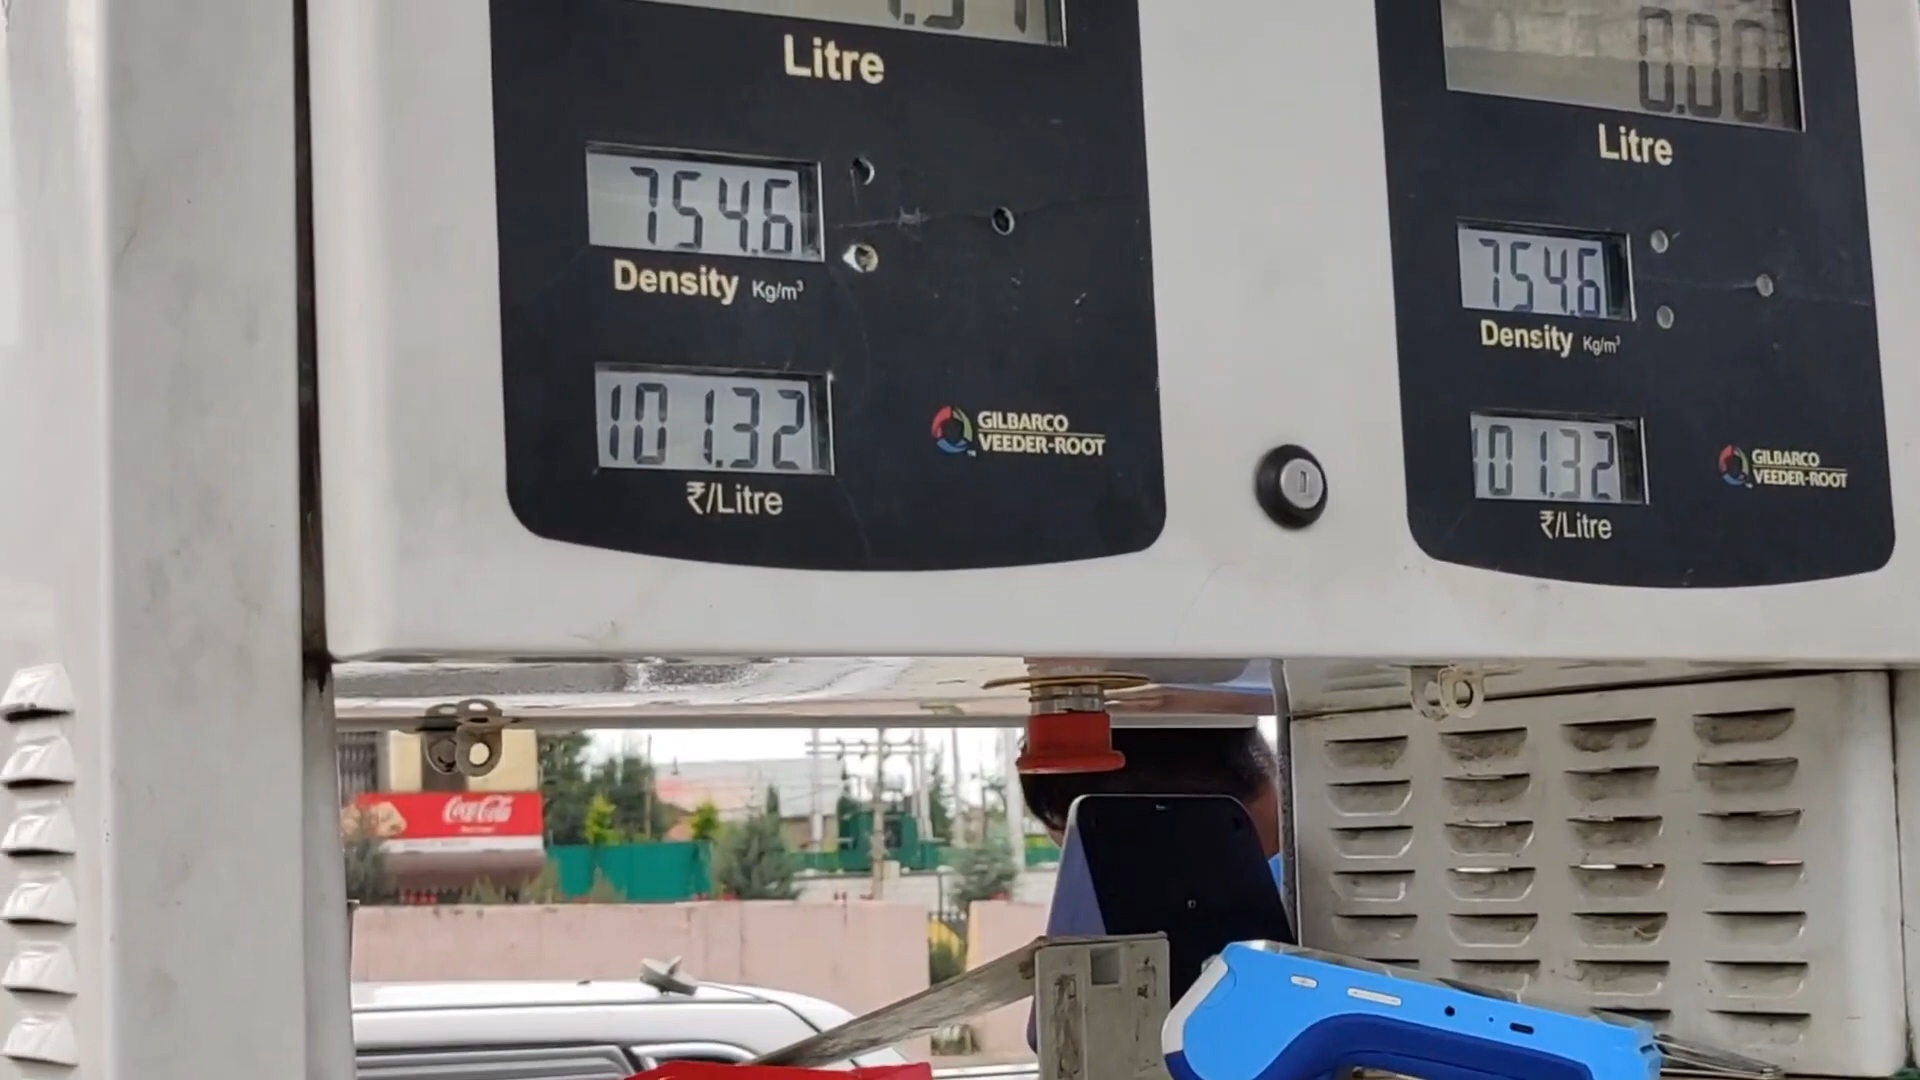 Litre
754.6
Density Kg/m³
101.32
₹/Litre
GILBARCO
VEEDER-ROOT
0.00
Litre
754.6
Density Kg/m³
101.32
₹/Litre
GILBARCO
VEEDER-ROOT
Coca-Cola